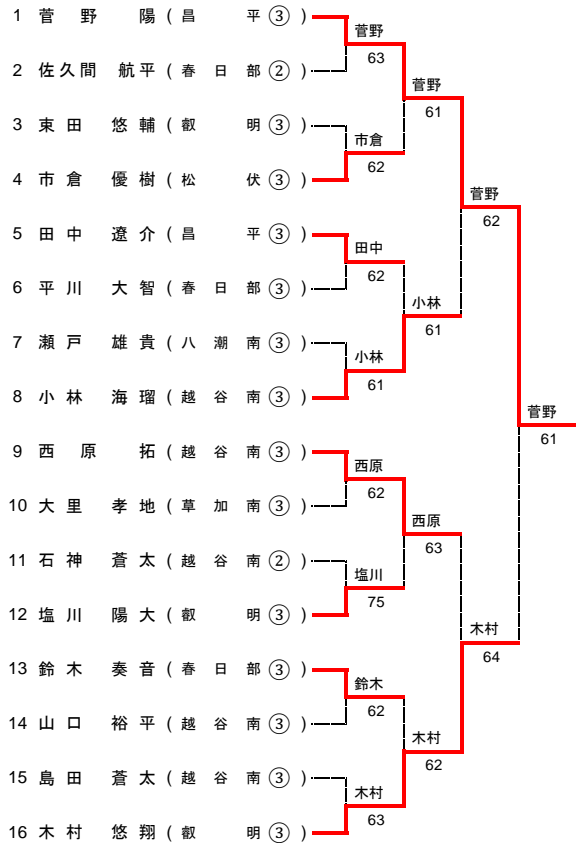 1 菅野 陽 (昌平③)
菅野
63
2 佐久間 航平 (春日部②)
菅野
61
3 東田 悠輔 (叡明③)
市倉
62
4 市倉 優樹 (松伏③)
菅野
62
5 田中 遼介 (昌平③)
田中
62
6 平川 大智 (春日部③)
小林
61
7 瀬戸 雄貴 (八潮南③)
小林
61
8 小林 海瑠 (越谷南③)
菅野
61
9 西原 拓 (越谷南③)
西原
62
10 大里 孝地 (草加南③)
西原
63
11 石神 蒼太 (越谷南②)
塩川
75
12 塩川 陽大 (叡明③)
木村
64
13 鈴木 奏音 (春日部③)
鈴木
62
14 山口 裕平 (越谷南③)
木村
62
15 島田 蒼太 (越谷南③)
木村
63
16 木村 悠翔 (叡明③)